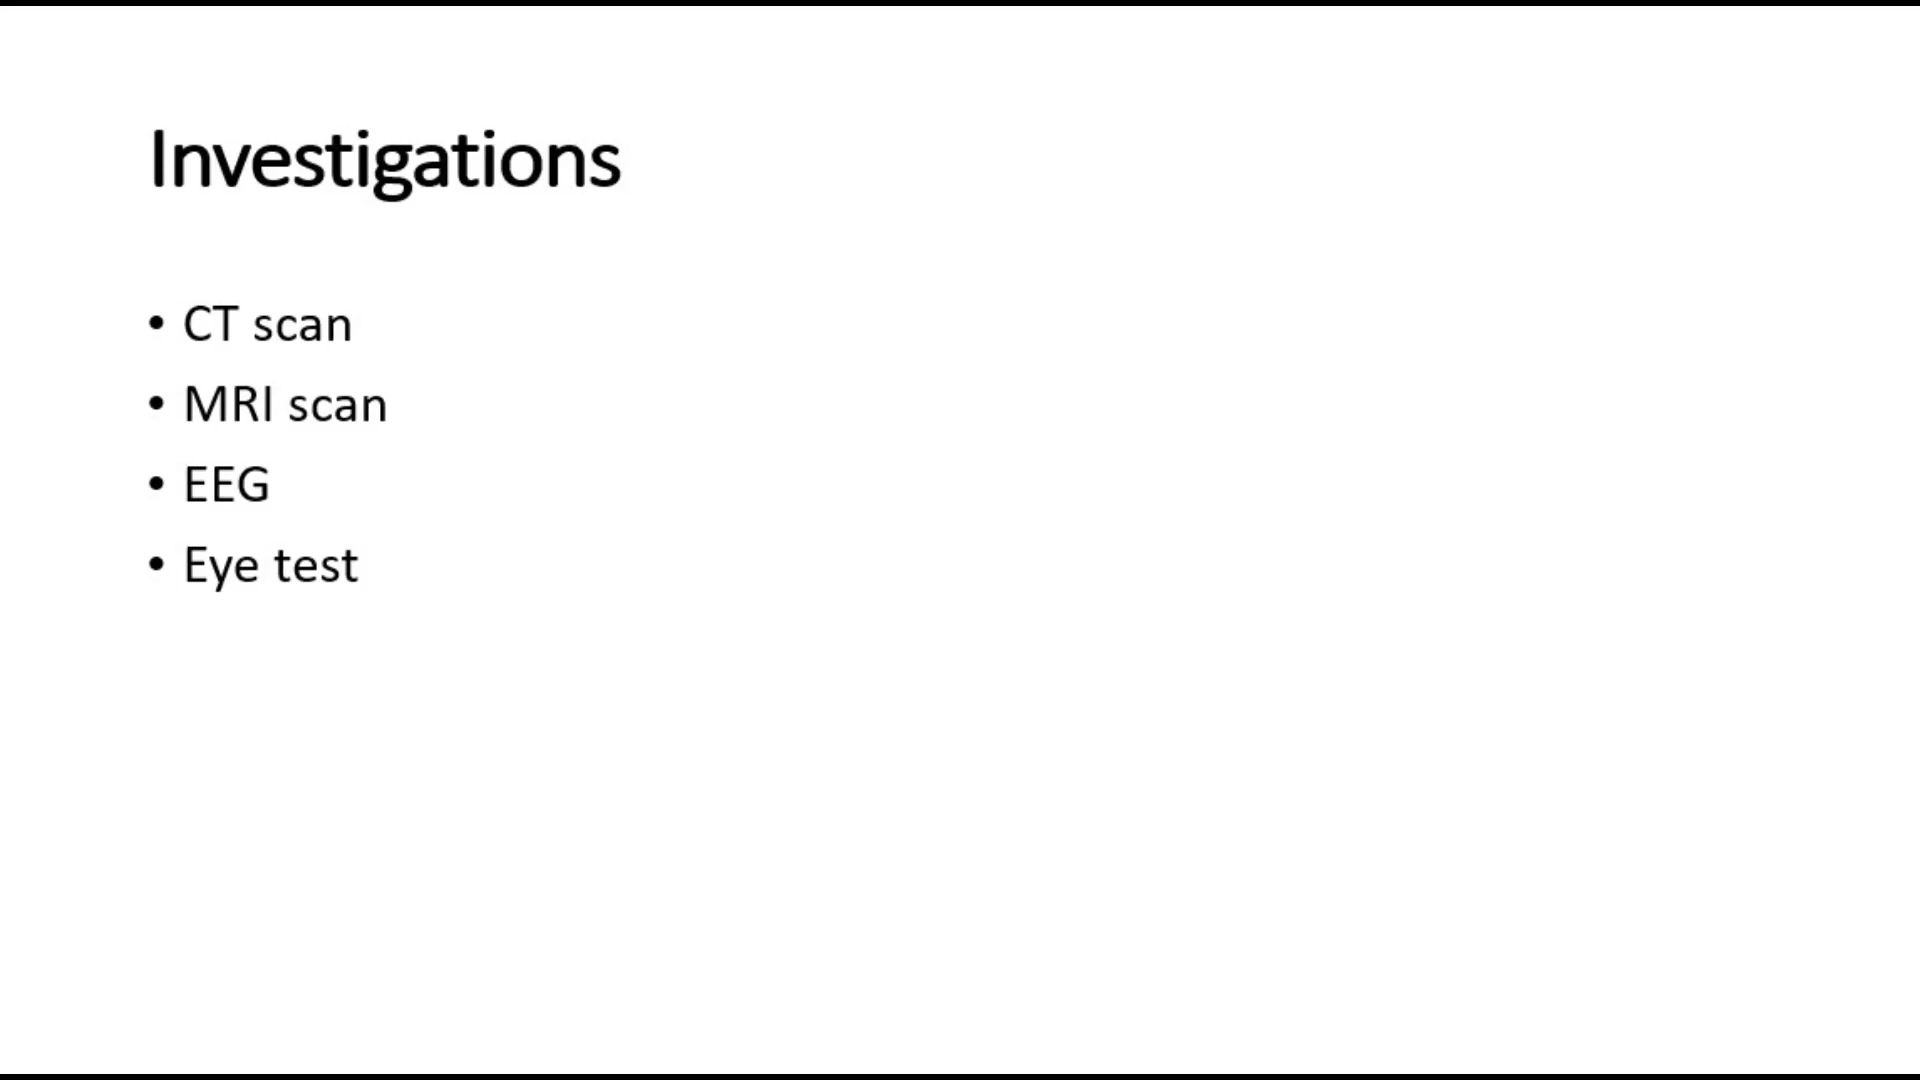 Investigations
• CT scan
• MRI scan
• EEG
• Eye test